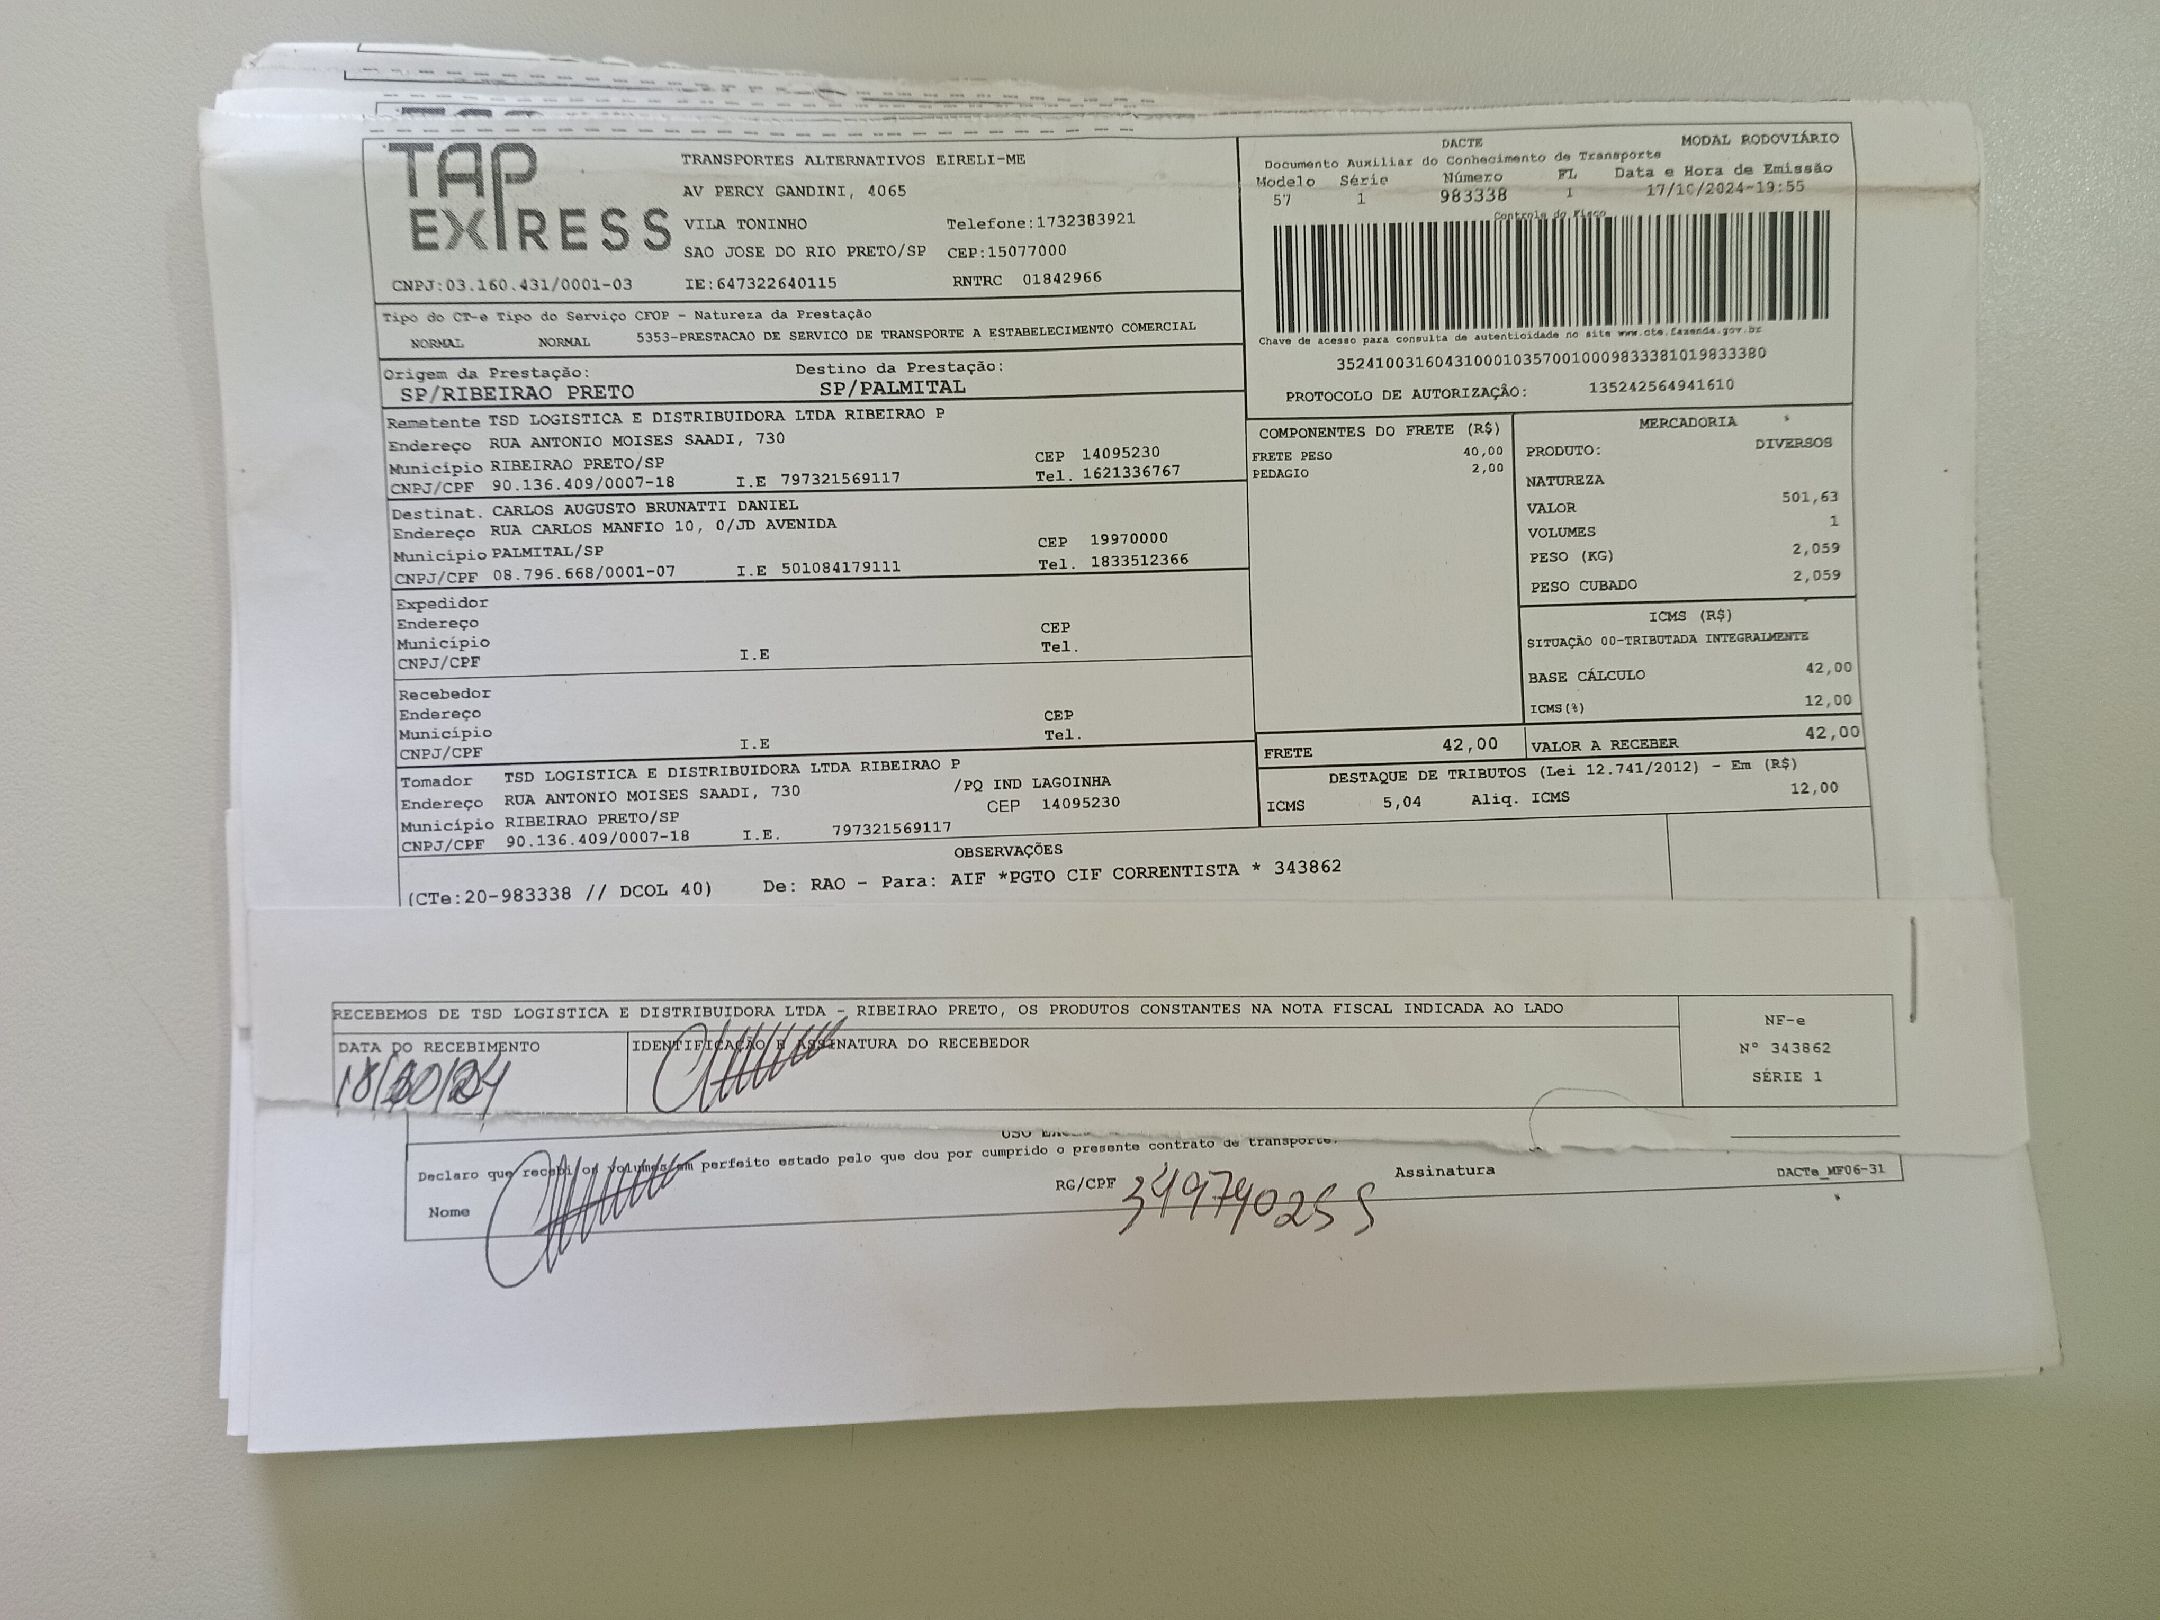 TAP EXPRESS
TRANSPORTES ALTERNATIVOS EIRELI-ME
AV PERCY GANDINI, 4065
VILA TONINHO Telefone:1732383921
SAO JOSE DO RIO PRETO/SP CEP:15077000
CNPJ:03.160.431/0001-03 IE:647322640115 RNTRC 01842966
DACTE MODAL RODOVIÁRIO
Documento Auxiliar do Conhecimento de Transporte
Modelo Série Número FL Data e Hora de Emissão
57 1 983338 1 17/10/2024-19:55
Controle do Fisco
Chave de acesso para consulta de autenticidade no site www.cte.fazenda.gov.br
35241003160431000103570010009833381019833380
PROTOCOLO DE AUTORIZAÇÃO: 135242564941610
Tipo do CT-e Tipo do Serviço CFOP - Natureza da Prestação
NORMAL NORMAL 5353-PRESTACAO DE SERVICO DE TRANSPORTE A ESTABELECIMENTO COMERCIAL
Origem da Prestação: Destino da Prestação:
SP/RIBEIRAO PRETO SP/PALMITAL
Remetente TSD LOGISTICA E DISTRIBUIDORA LTDA RIBEIRAO P
Endereço RUA ANTONIO MOISES SAADI, 730
Município RIBEIRAO PRETO/SP CEP 14095230
CNPJ/CPF 90.136.409/0007-18 I.E 797321569117 Tel. 1621336767
Destinat. CARLOS AUGUSTO BRUNATTI DANIEL
Endereço RUA CARLOS MANFIO 10, 0/JD AVENIDA
Município PALMITAL/SP CEP 19970000
CNPJ/CPF 08.796.668/0001-07 I.E 501084179111 Tel. 1833512366
Expedidor
Endereço
Município CEP
CNPJ/CPF I.E Tel.
Recebedor
Endereço
Município CEP
CNPJ/CPF I.E Tel.
Tomador TSD LOGISTICA E DISTRIBUIDORA LTDA RIBEIRAO P
Endereço RUA ANTONIO MOISES SAADI, 730 /PQ IND LAGOINHA
Município RIBEIRAO PRETO/SP CEP 14095230
CNPJ/CPF 90.136.409/0007-18 I.E. 797321569117
COMPONENTES DO FRETE (R$)
FRETE PESO 40,00
PEDAGIO 2,00
MERCADORIA
PRODUTO: DIVERSOS
NATUREZA
VALOR 501,63
VOLUMES 1
PESO (KG) 2,059
PESO CUBADO 2,059
ICMS (R$)
SITUAÇÃO 00-TRIBUTADA INTEGRALMENTE
BASE CÁLCULO 42,00
ICMS(%) 12,00
FRETE 42,00 VALOR A RECEBER 42,00
DESTAQUE DE TRIBUTOS (Lei 12.741/2012) - Em (R$)
ICMS 5,04 Aliq. ICMS 12,00
OBSERVAÇÕES
(CTe:20-983338 // DCOL 40) De: RAO - Para: AIF *PGTO CIF CORRENTISTA * 343862
RECEBEMOS DE TSD LOGISTICA E DISTRIBUIDORA LTDA - RIBEIRAO PRETO, OS PRODUTOS CONSTANTES NA NOTA FISCAL INDICADA AO LADO
DATA DO RECEBIMENTO IDENTIFICAÇÃO E ASSINATURA DO RECEBEDOR
18/10/24
NF-e
Nº 343862
SÉRIE 1
Declaro que recebi os volumes em perfeito estado pelo que dou por cumprido o presente contrato de transporte.
Nome RG/CPF 349740255 Assinatura DACTe_MF06-31